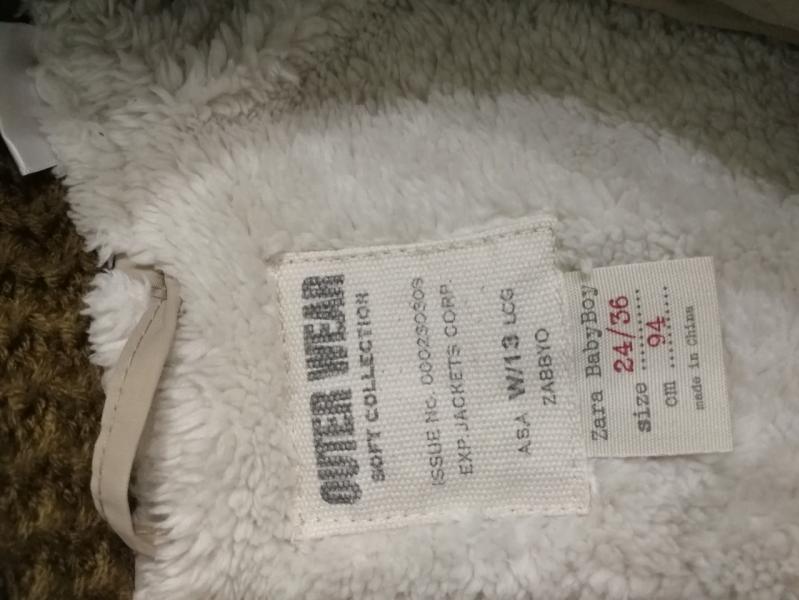 OUTER WEAR
SOFT COLLECTION
ISSUE No. 000230309
EXP.JACKETS CORP.
ASA W/13 LCG
ZABBYO
Zara BabyBoy
size 24/36
cm 94
made in China